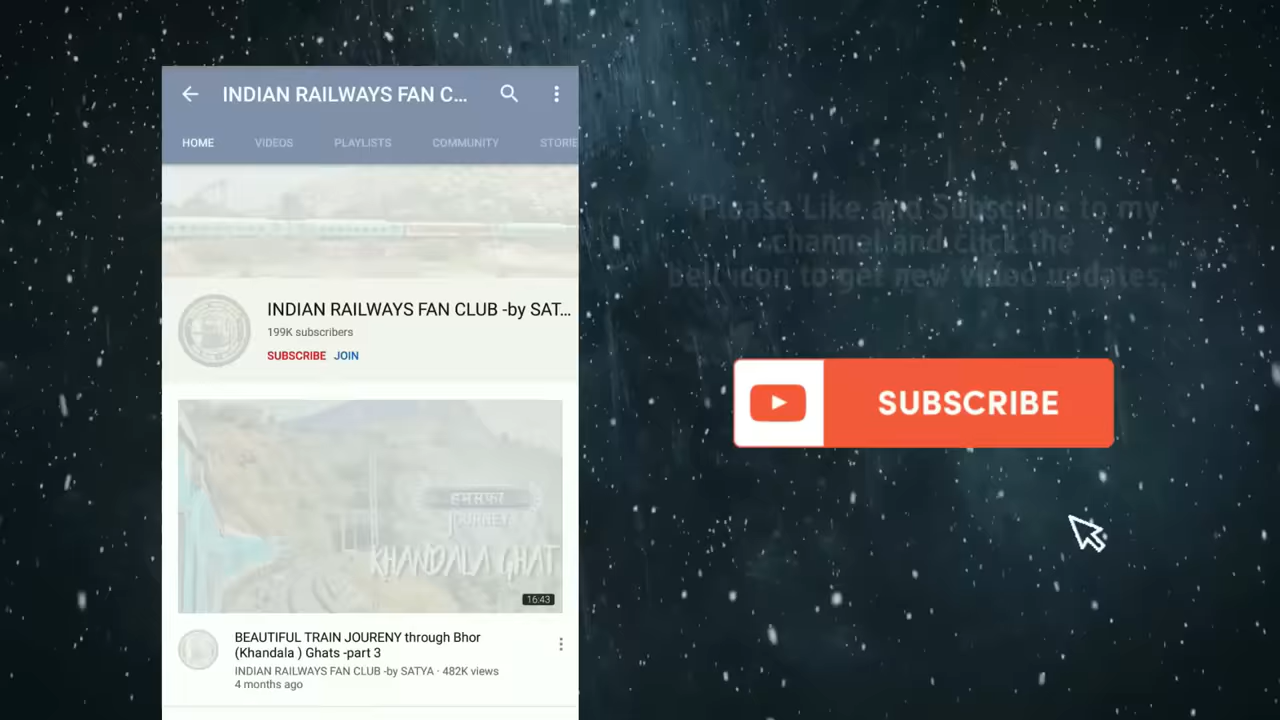 INDIAN RAILWAYS FAN C...
HOME VIDEOS PLAYLISTS COMMUNITY STORIE
INDIAN RAILWAYS FAN CLUB -by SAT...
199K subscribers
SUBSCRIBE JOIN
हमसफर
JOURNEY
KHANDALA GHAT
16:43
BEAUTIFUL TRAIN JOURENY through Bhor
(Khandala ) Ghats -part 3
INDIAN RAILWAYS FAN CLUB -by SATYA · 482K views
4 months ago
"Please Like and Subscribe to my
channel and click the
bell icon to get new video updates."
SUBSCRIBE